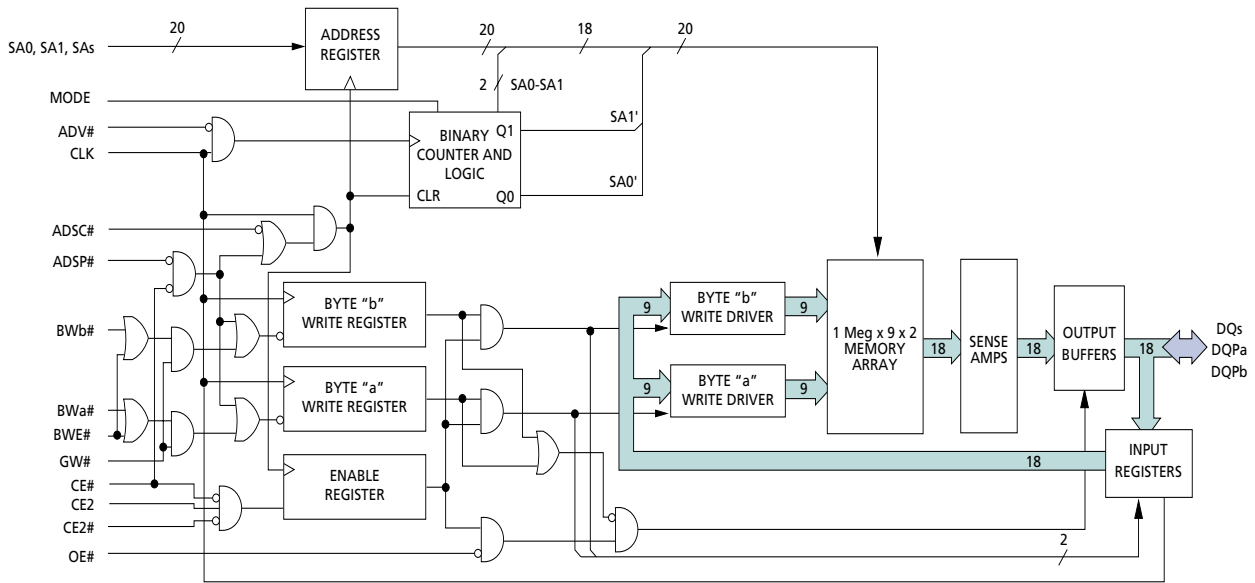 SA0, SA1, SAs
20
ADDRESS
REGISTER
20
18
20
2
SA0-SA1
MODE
ADV#
CLK
BINARY
COUNTER AND
LOGIC
Q1
CLR
Q0
SA1'
SA0'
ADSC#
ADSP#
BWb#
BWa#
BWE#
GW#
CE#
CE2
CE2#
OE#
BYTE “b”
WRITE REGISTER
BYTE “a”
WRITE REGISTER
ENABLE
REGISTER
9
BYTE “b”
WRITE DRIVER
9
9
BYTE “a”
WRITE DRIVER
9
1 Meg x 9 x 2
MEMORY
ARRAY
18
SENSE
AMPS
18
OUTPUT
BUFFERS
18
DQs
DQPa
DQPb
INPUT
REGISTERS
18
2